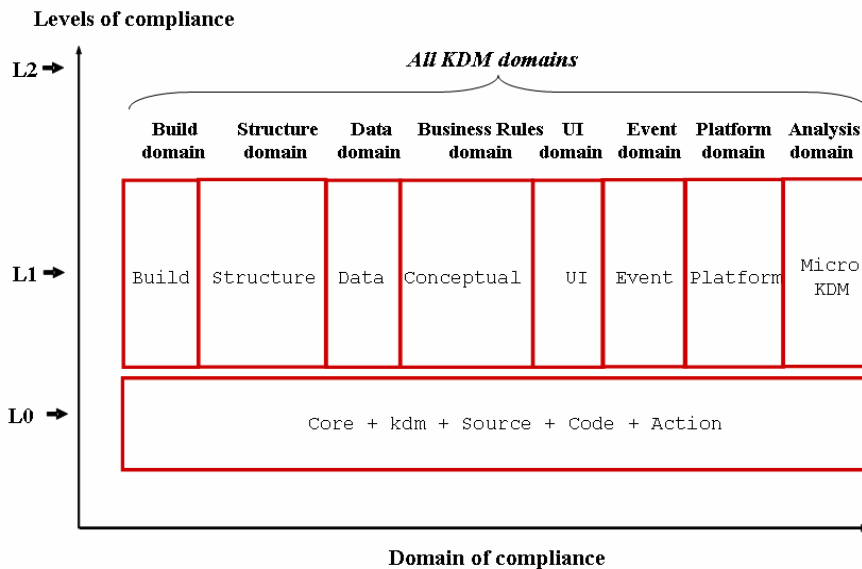 Levels of compliance
L2
All KDM domains
Build Structure Data Business Rules UI Event Platform Analysis
domain domain domain domain domain domain domain domain
L1
Build Structure Data Conceptual UI Event Platform Micro
KDM
L0
Core + kdm + Source + Code + Action
Domain of compliance